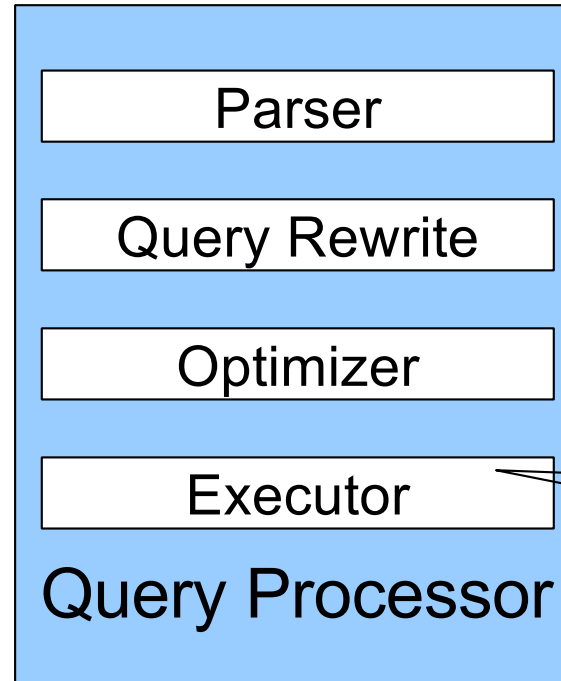 Parser
Query Rewrite
Optimizer
Executor
Query Processor